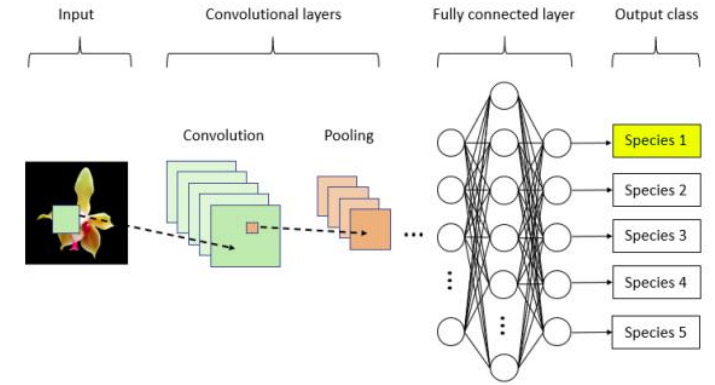 Input
Convolutional layers
Fully connected layer
Output class
Convolution
Pooling
Species 1
Species 2
Species 3
Species 4
Species 5